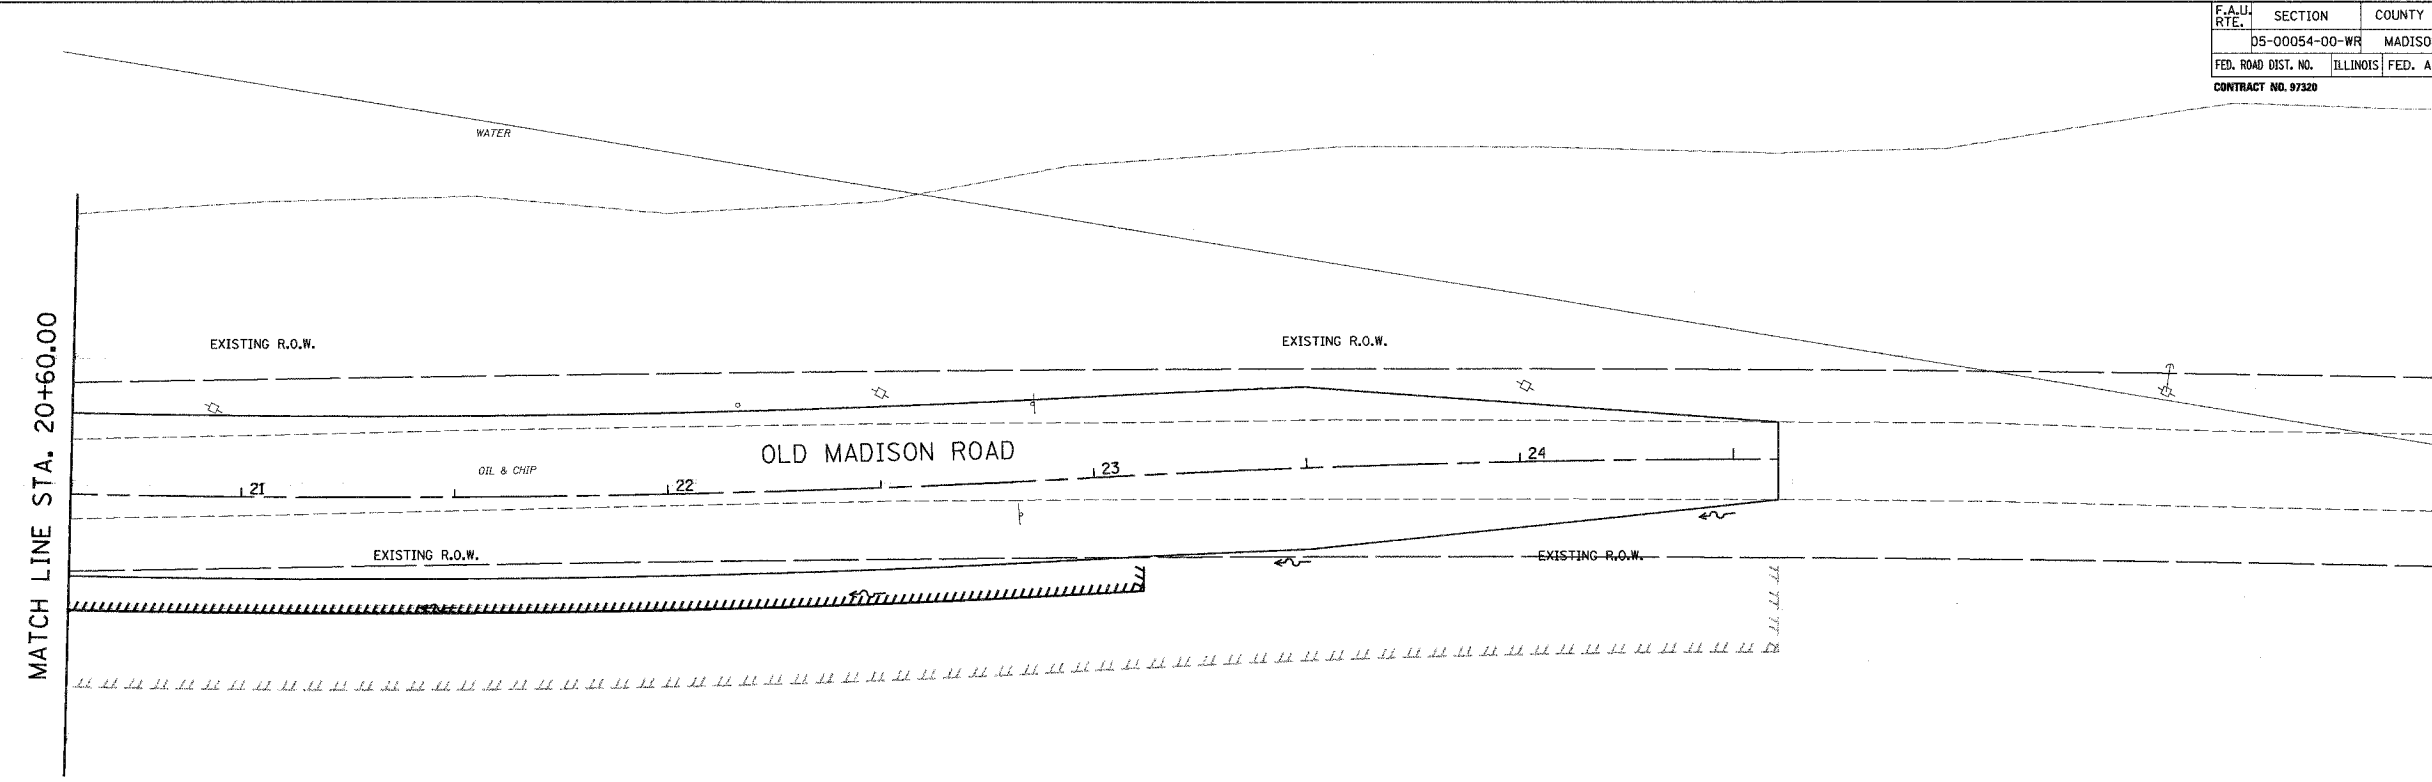 F.A.U. RTE. SECTION COUNTY
05-00054-00-WR MADISO
FED. ROAD DIST. NO. ILLINOIS FED. A
CONTRACT NO. 97320
WATER
MATCH LINE STA. 20+60.00
EXISTING R.O.W.
EXISTING R.O.W.
OLD MADISON ROAD
OIL & CHIP
21
22
23
24
EXISTING R.O.W.
EXISTING R.O.W.